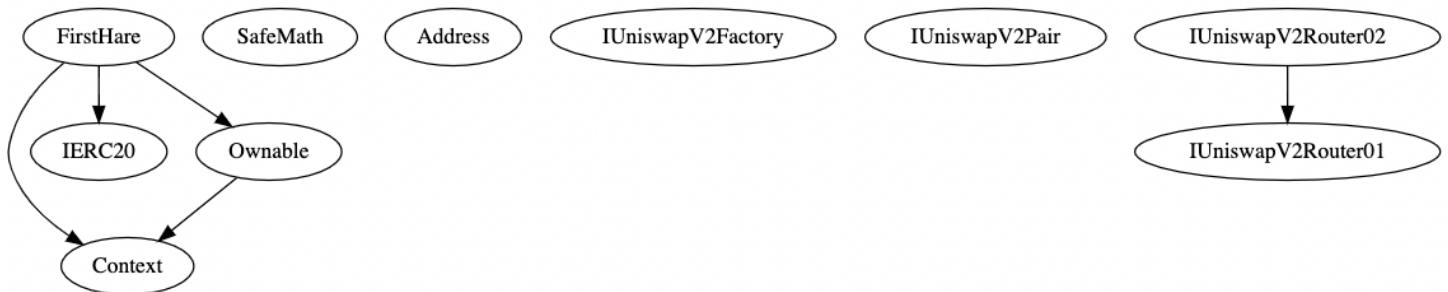 FirstHare
SafeMath
Address
IUniswapV2Factory
IUniswapV2Pair
IUniswapV2Router02
IERC20
Ownable
IUniswapV2Router01
Context